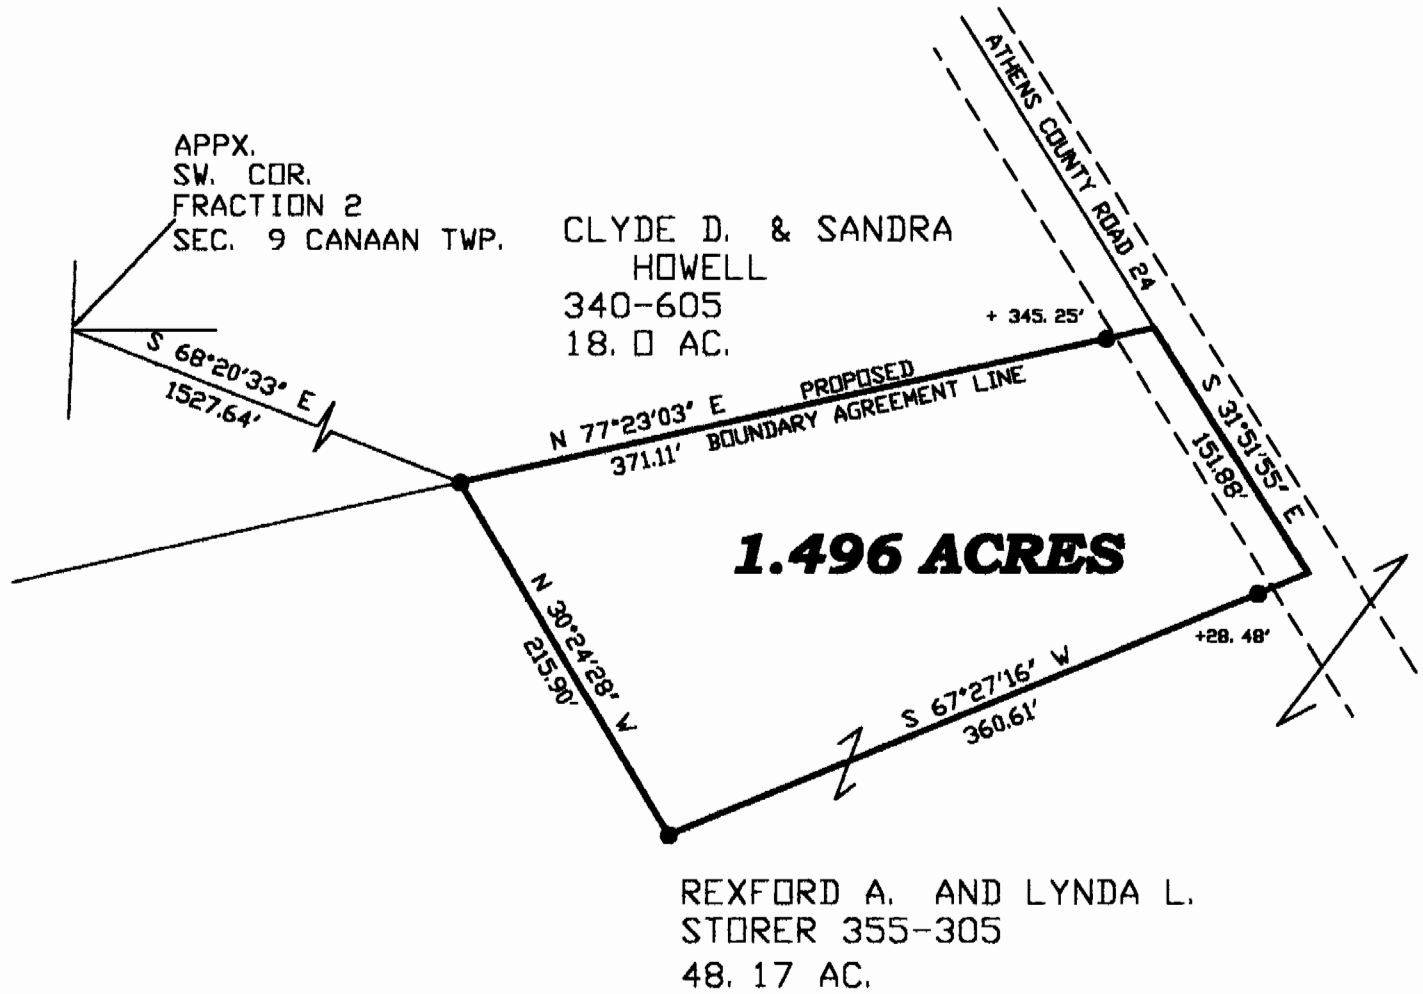 APPX.
SW. COR.
FRACTION 2
SEC. 9 CANAAN TWP.
CLYDE D. & SANDRA
HOWELL
340-605
18.0 AC.
ATHENS COUNTY ROAD 24
+ 345.25'
S 68°20'33" E
1527.64'
N 77°23'03" E
371.11'
PROPOSED
BOUNDARY AGREEMENT LINE
S 31°51'55" E
151.88'
1.496 ACRES
N 30°24'28" W
215.90'
+28.48'
S 67°27'16" W
360.61'
REXFORD A. AND LYNDA L.
STORER 355-305
48.17 AC.